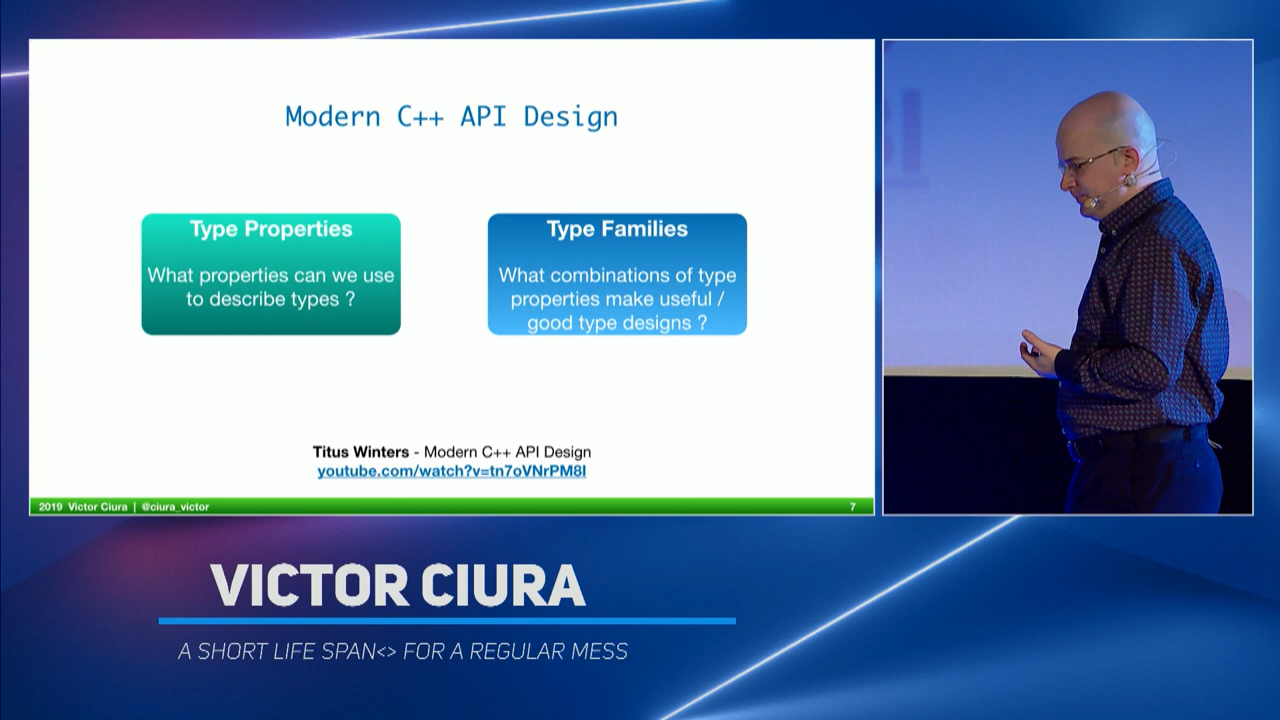 Modern C++ API Design
Type Properties
What properties can we use
to describe types ?
Type Families
What combinations of type
properties make useful /
good type designs ?
Titus Winters - Modern C++ API Design
youtube.com/watch?v=tn7oVNrPM8I
2019 Victor Ciura | @ciura_victor
7
VICTOR CIURA
A SHORT LIFE SPAN<> FOR A REGULAR MESS